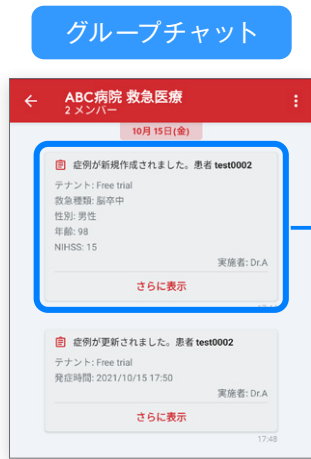 グループチャット
ABC病院 救急医療
2 メンバー
10月 15日(金)
症例が新規作成されました。患者 test0002
テナント: Free trial
救急種類: 脳卒中
性別: 男性
年齢: 98
NIHSS: 15
実施者: Dr.A
さらに表示
症例が更新されました。患者 test0002
テナント: Free trial
発症時間: 2021/10/15 17:50
実施者: Dr.A
さらに表示
17:48